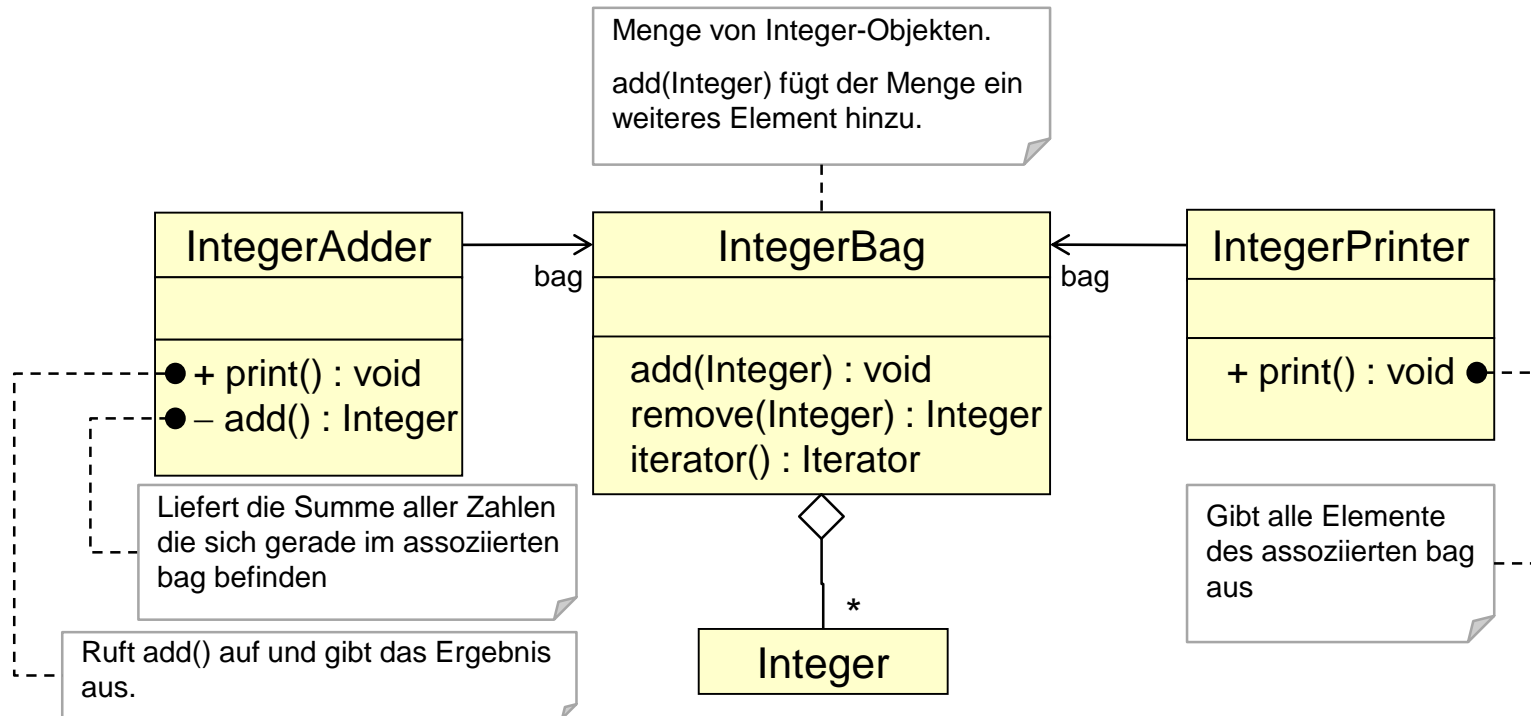 Menge von Integer-Objekten.
add(Integer) fügt der Menge ein
weiteres Element hinzu.
IntegerAdder
bag
+ print() : void
– add() : Integer
IntegerBag
add(Integer) : void
remove(Integer) : Integer
iterator() : Iterator
bag
IntegerPrinter
+ print() : void
Liefert die Summe aller Zahlen
die sich gerade im assoziierten
bag befinden
Gibt alle Elemente
des assoziierten bag
aus
*
Integer
Ruft add() auf und gibt das Ergebnis
aus.